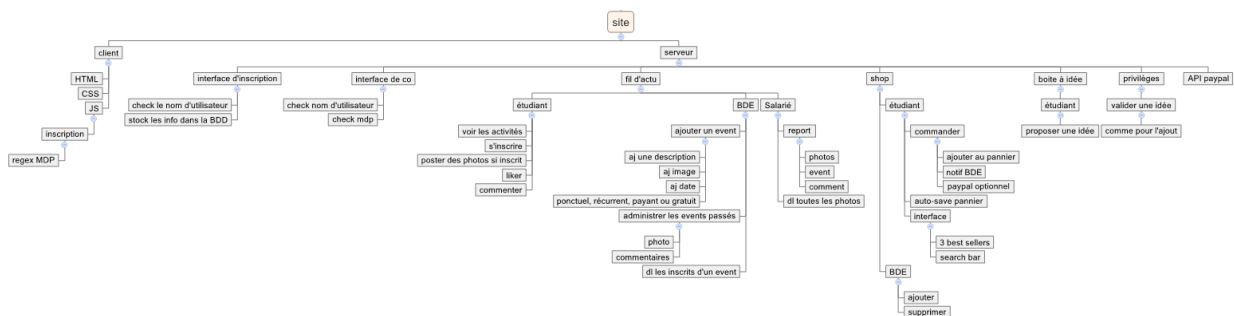 site
client
HTML
CSS
JS
inscription
regex MDP
serveur
interface d'inscription
check le nom d'utilisateur
stock les info dans la BDD
interface de co
check nom d'utilisateur
check mdp
fil d'actu
étudiant
voir les activités
s'inscrire
poster des photos si inscrit
liker
commenter
BDE
ajouter un event
aj une description
aj image
aj date
ponctuel, récurrent, payant ou gratuit
administrer les events passés
photo
commentaires
dl les inscrits d'un event
Salarié
report
photos
event
comment
dl toutes les photos
shop
étudiant
commander
ajouter au pannier
notif BDE
paypal optionnel
auto-save pannier
interface
3 best sellers
search bar
BDE
ajouter
supprimer
boite à idée
étudiant
proposer une idée
privilèges
valider une idée
comme pour l'ajout
API paypal